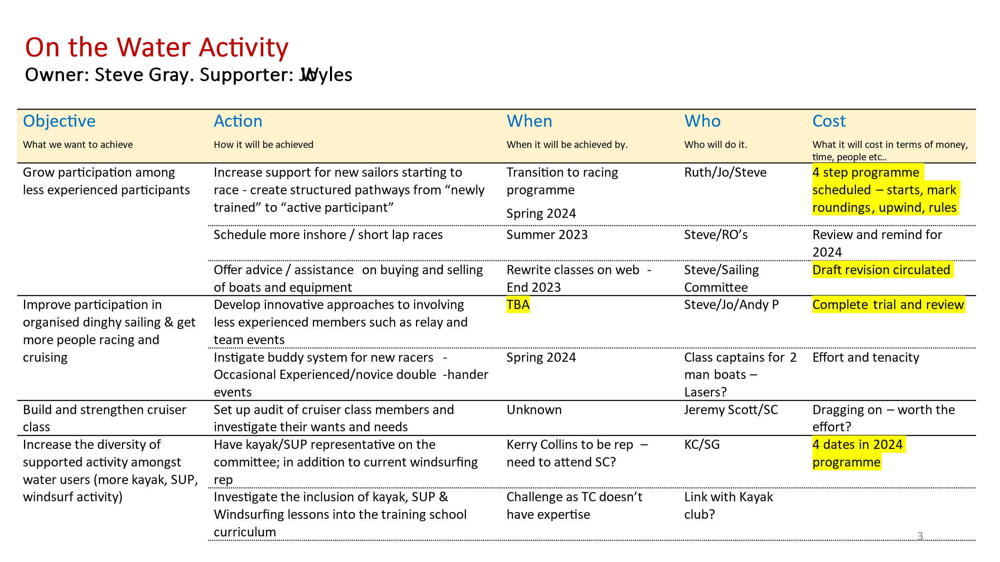 On the Water Activity
Owner: Steve Gray. Supporter: Jo Wyles
Objective
What we want to achieve
Action
How it will be achieved
When
When it will be achieved by.
Who
Who will do it.
Cost
What it will cost in terms of money,
time, people etc..
Grow participation among
less experienced participants
Increase support for new sailors starting to
race - create structured pathways from “newly
trained” to “active participant”
Transition to racing
programme
Spring 2024
Ruth/Jo/Steve
4 step programme
scheduled – starts, mark
roundings, upwind, rules
Schedule more inshore / short lap races
Summer 2023
Steve/RO’s
Review and remind for
2024
Offer advice / assistance on buying and selling
of boats and equipment
Rewrite classes on web -
End 2023
Steve/Sailing
Committee
Draft revision circulated
Improve participation in
organised dinghy sailing & get
more people racing and
cruising
Develop innovative approaches to involving
less experienced members such as relay and
team events
TBA
Steve/Jo/Andy P
Complete trial and review
Instigate buddy system for new racers -
Occasional Experienced/novice double -hander
events
Spring 2024
Class captains for 2
man boats –
Lasers?
Effort and tenacity
Build and strengthen cruiser
class
Set up audit of cruiser class members and
investigate their wants and needs
Unknown
Jeremy Scott/SC
Dragging on – worth the
effort?
Increase the diversity of
supported activity amongst
water users (more kayak, SUP,
windsurf activity)
Have kayak/SUP representative on the
committee; in addition to current windsurfing
rep
Kerry Collins to be rep –
need to attend SC?
KC/SG
4 dates in 2024
programme
Investigate the inclusion of kayak, SUP &
Windsurfing lessons into the training school
curriculum
Challenge as TC doesn’t
have expertise
Link with Kayak
club?
3